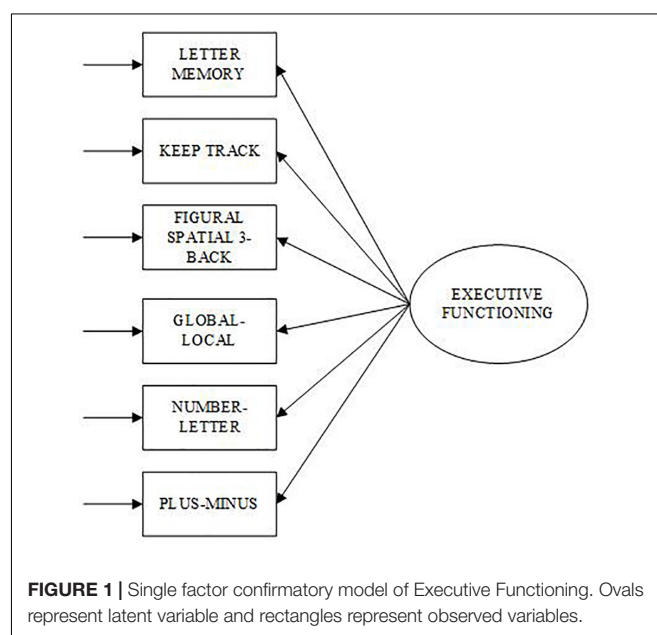 LETTER
MEMORY
KEEP TRACK
FIGURAL
SPATIAL 3-
BACK
GLOBAL-
LOCAL
NUMBER-
LETTER
PLUS-MINUS
EXECUTIVE
FUNCTIONING
FIGURE 1 | Single factor confirmatory model of Executive Functioning. Ovals
represent latent variable and rectangles represent observed variables.